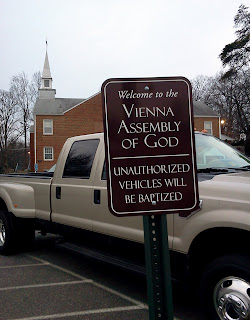 Welcome to the
VIENNA
ASSEMBLY
OF GOD
UNAUTHORIZED
VEHICLES WILL
BE BAPTIZED